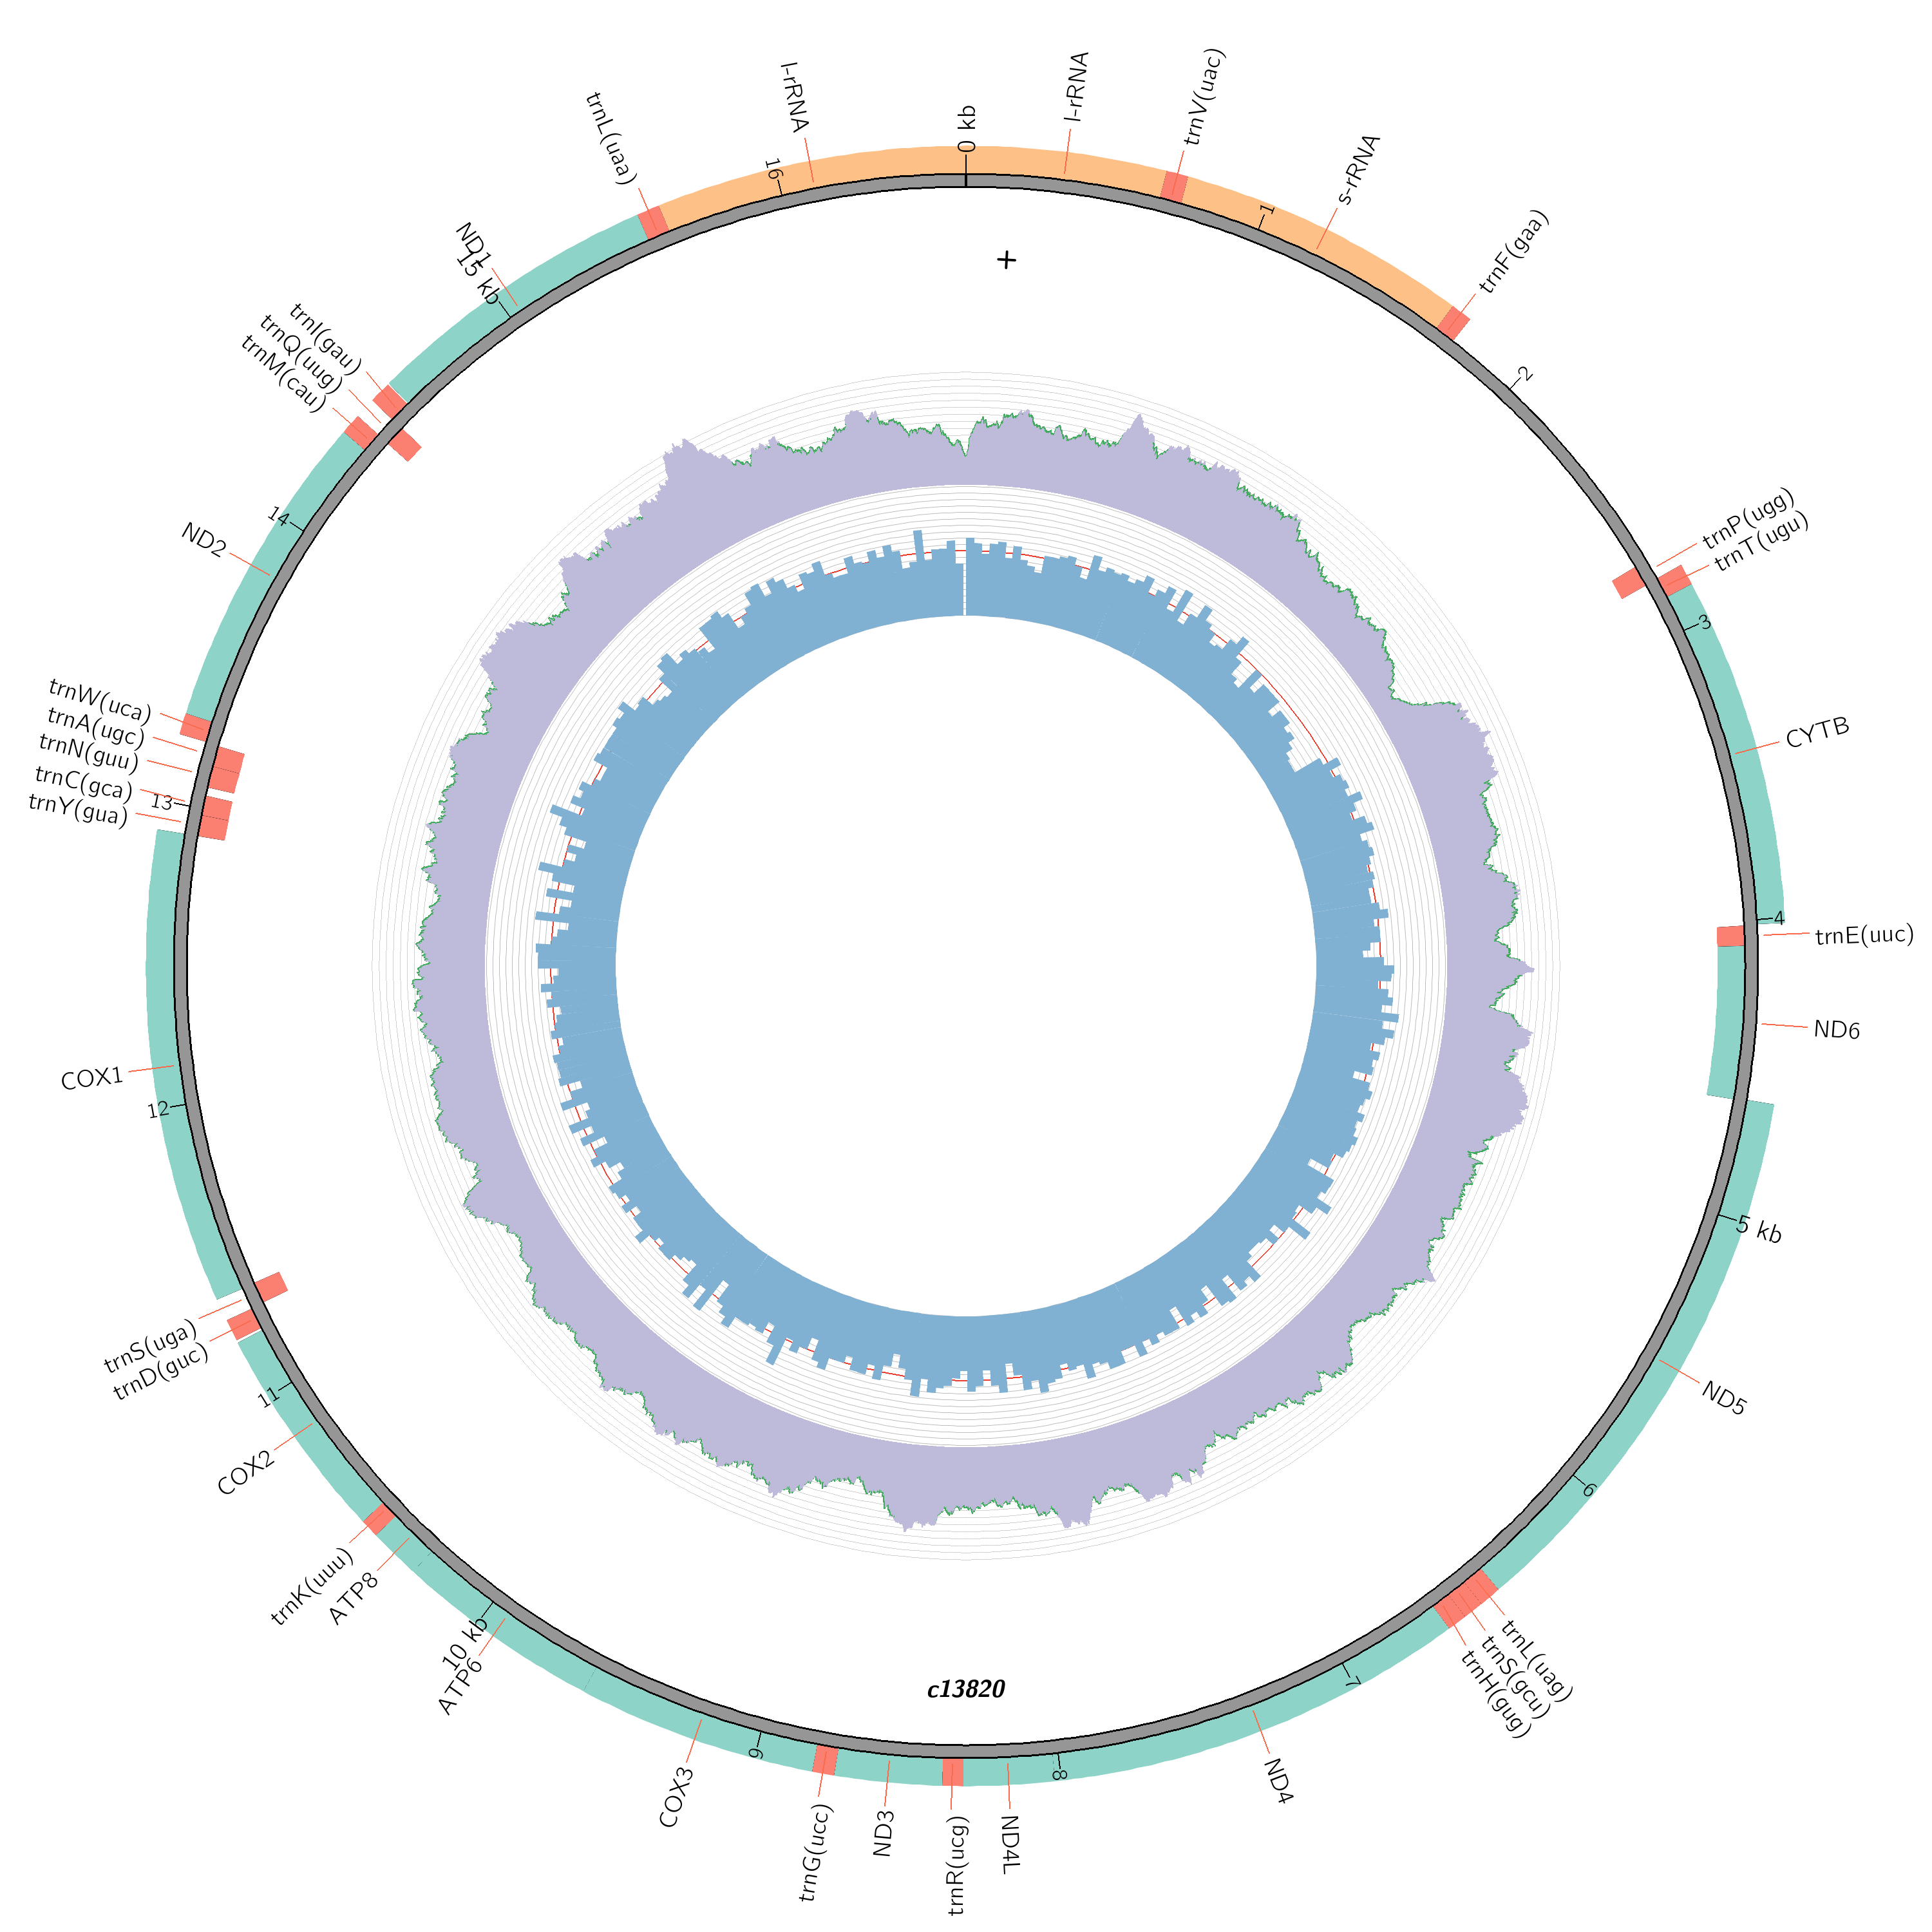 0 kb
l-rRNA
trnV(uac)
1
s-rRNA
trnF(gaa)
2
trnP(ugg)
trnT(ugu)
3
CYTB
4
trnE(uuc)
ND6
5 kb
ND5
6
trnL(uag)
trnS(gcu)
trnH(gug)
7
ND4
8
ND4L
trnR(ucg)
ND3
trnG(ucc)
9
COX3
ATP6
10 kb
ATP8
trnK(uuu)
COX2
11
trnD(guc)
trnS(uga)
12
COX1
trnY(gua)
13
trnC(gca)
trnN(guu)
trnA(ugc)
trnW(uca)
ND2
14
trnM(cau)
trnQ(uug)
trnI(gau)
15 kb
ND1
trnL(uaa)
16
l-rRNA
+
c13820